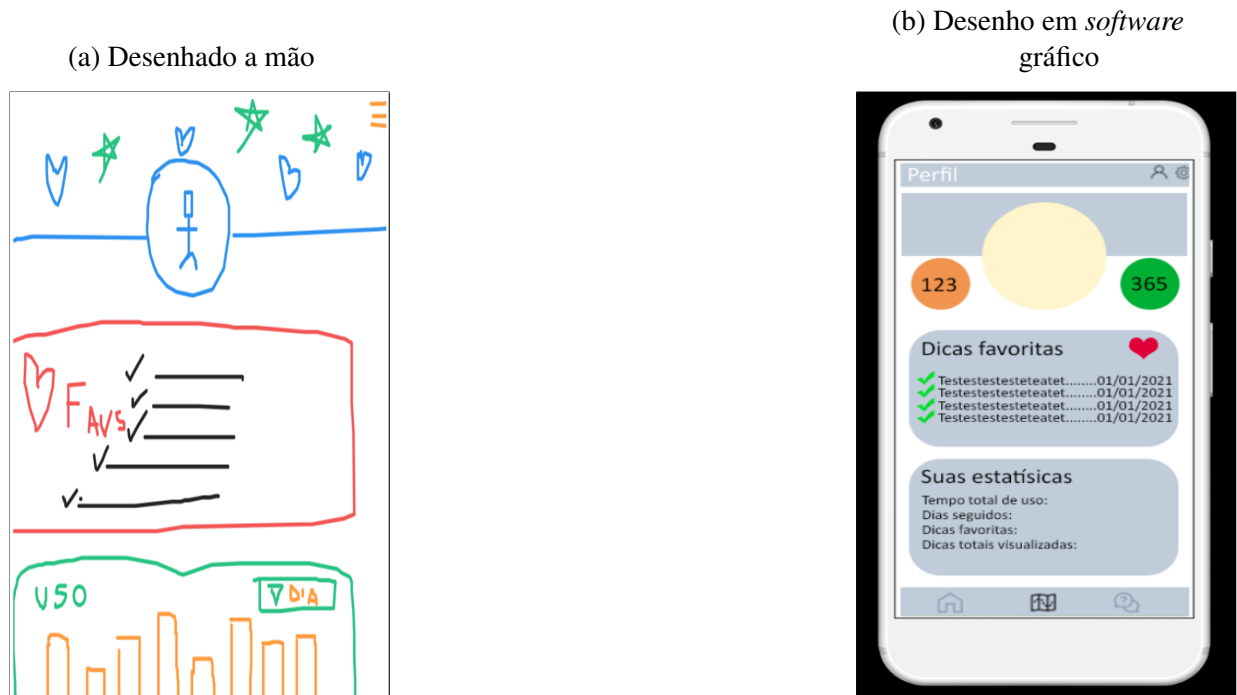 (a) Desenhado a mão
(b) Desenho em software
gráfico
FAVS
USO
DIA
Perfil
123
365
Dicas favoritas
Testestestesteteatet........01/01/2021
Testestestesteteatet........01/01/2021
Testestestesteteatet........01/01/2021
Testestestesteteatet........01/01/2021
Suas estatísicas
Tempo total de uso:
Dias seguidos:
Dicas favoritas:
Dicas totais visualizadas: